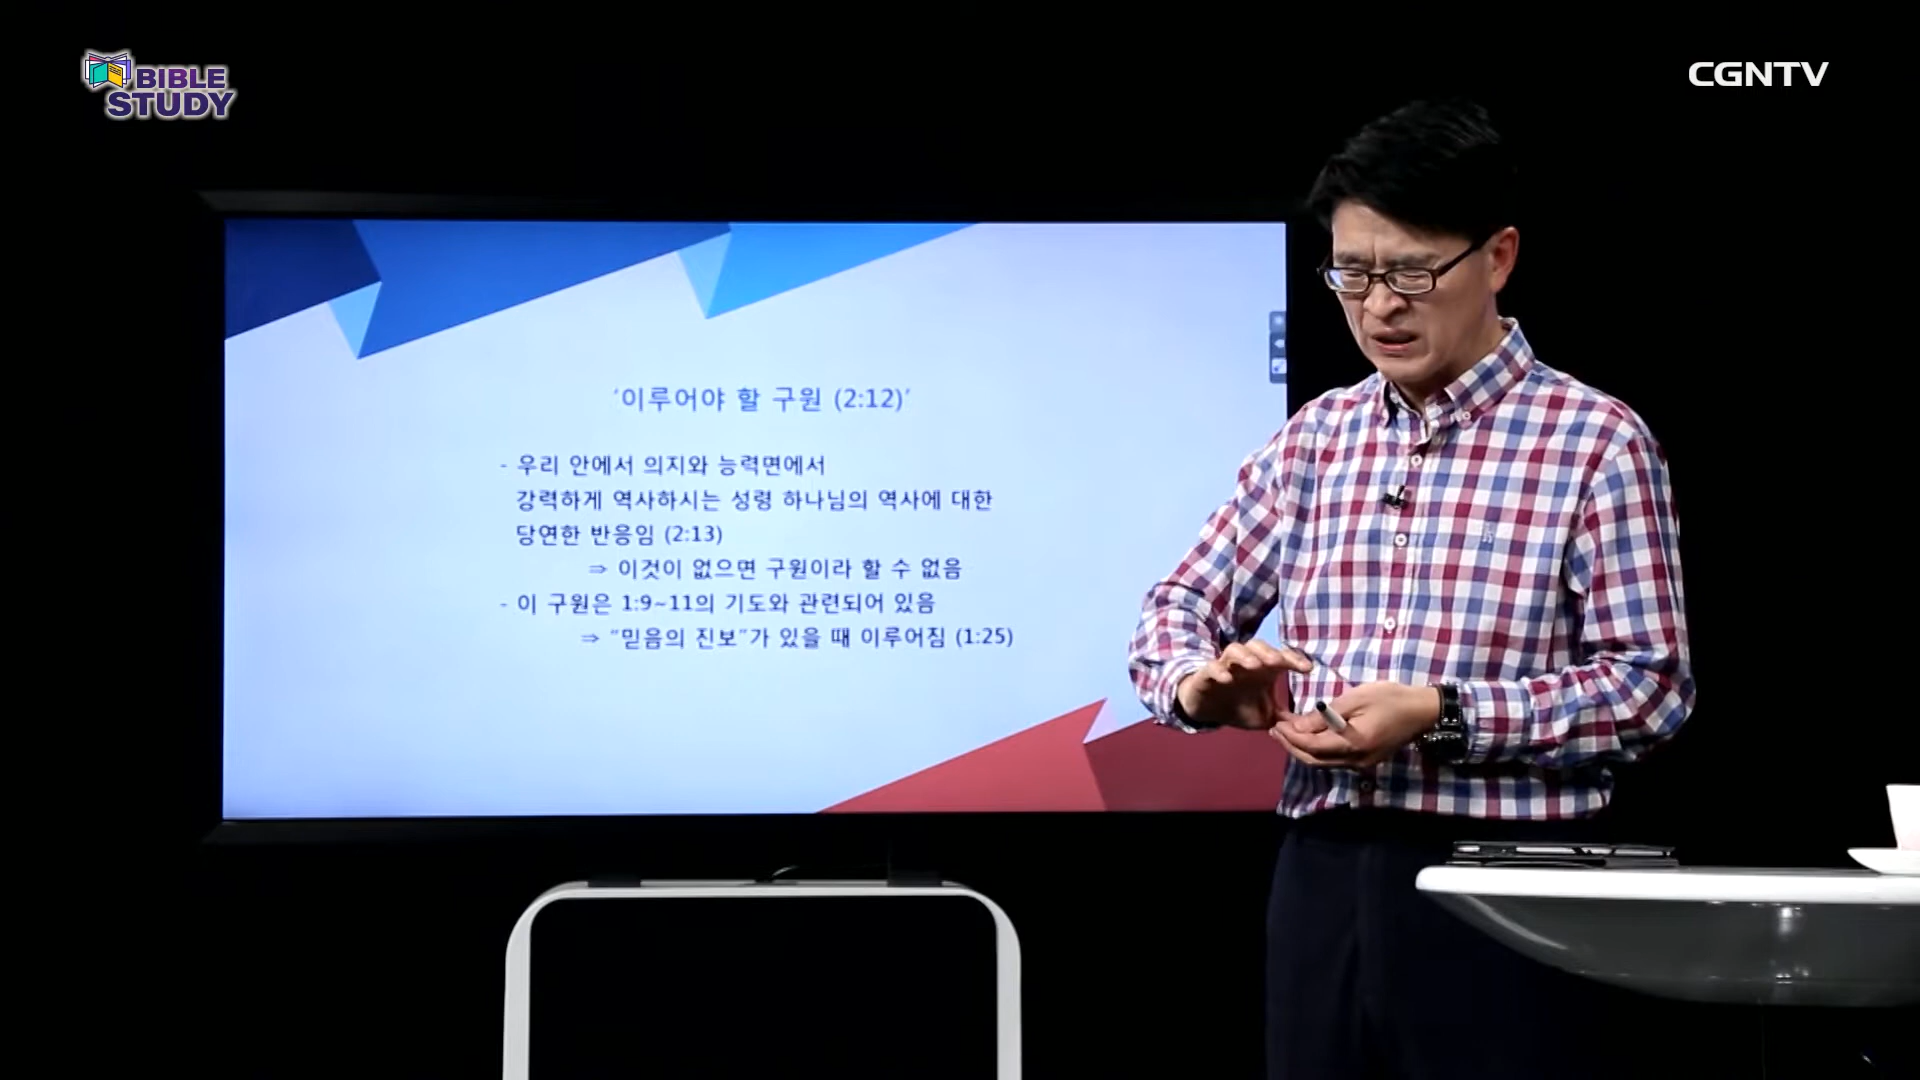 BIBLE
STUDY
CGNTV
‘이루어야 할 구원 (2:12)’
- 우리 안에서 의지와 능력면에서
강력하게 역사하시는 성령 하나님의 역사에 대한
당연한 반응임 (2:13)
⇒ 이것이 없으면 구원이라 할 수 없음
- 이 구원은 1:9~11의 기도와 관련되어 있음
⇒ “믿음의 진보”가 있을 때 이루어짐 (1:25)